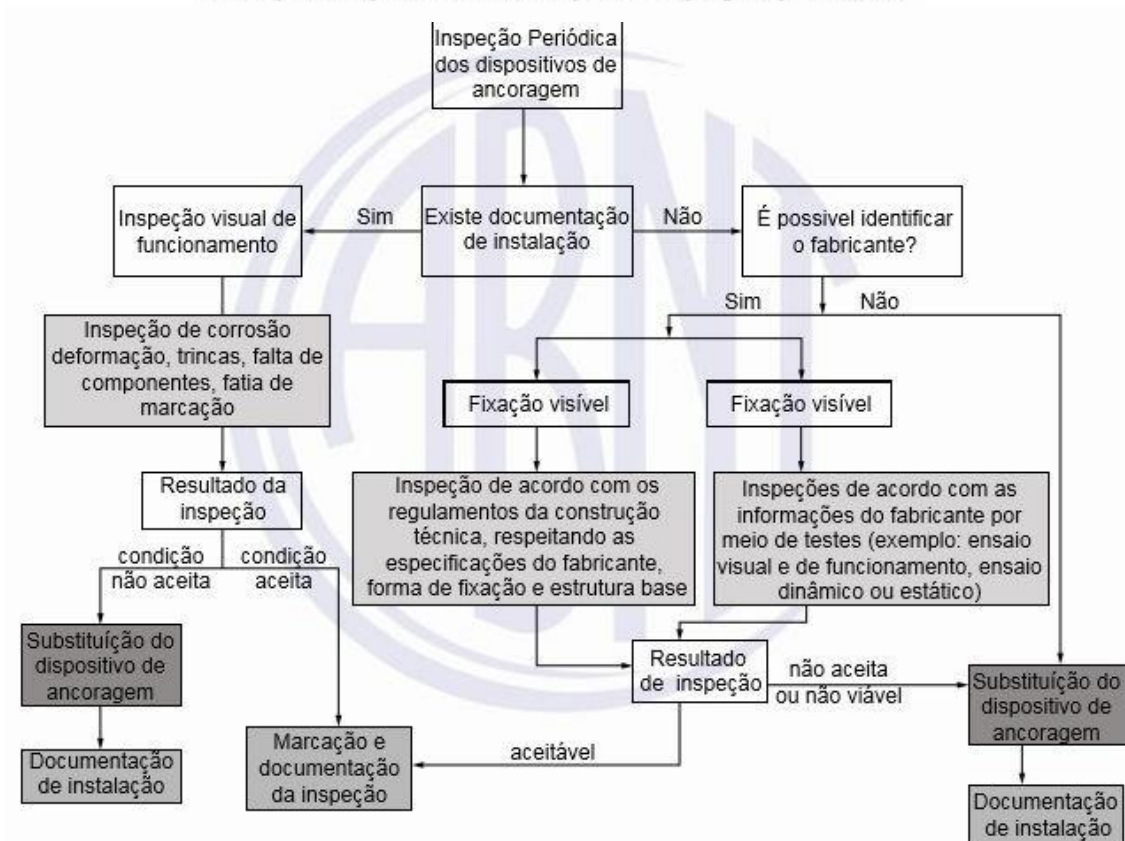 Inspeção Periódica
dos dispositivos de
ancoragem
Inspeção visual de
funcionamento
Sim
Existe documentação
de instalação
Não
É possivel identificar
o fabricante?
Sim
Não
Inspeção de corrosão
deformação, trincas, falta de
componentes, fatia de
marcação
Fixação visível
Fixação visível
Resultado da
inspeção
Inspeção de acordo com os
regulamentos da construção
técnica, respeitando as
especificações do fabricante,
forma de fixação e estrutura base
Inspeções de acordo com as
informações do fabricante por
meio de testes (exemplo: ensaio
visual e de funcionamento, ensaio
dinâmico ou estático)
condição
não aceita
condição
aceita
Substituíção do
dispositivo de
ancoragem
Resultado
de inspeção
não aceita
ou não viável
Substituíção do
dispositivo de
ancoragem
Documentação
de instalação
Marcação e
documentação
da inspeção
aceitável
Documentação
de instalação
ABNT